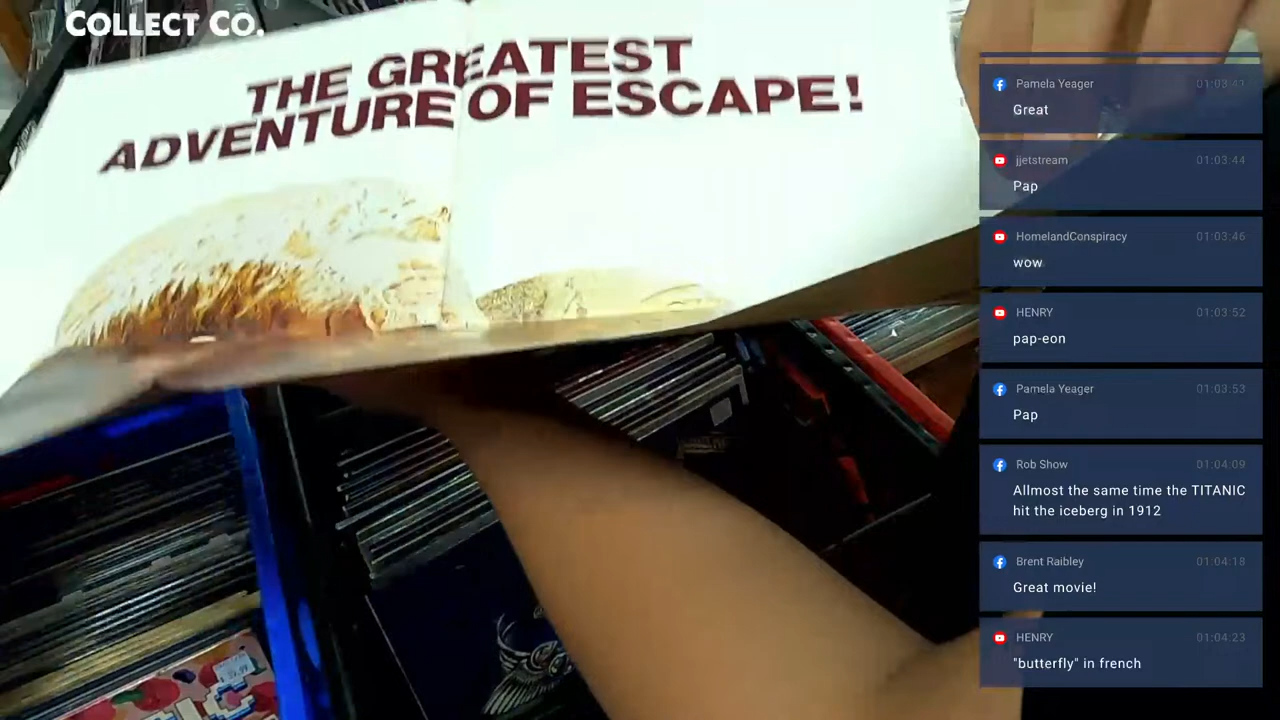 COLLECT CO.
THE GREATEST
ADVENTURE OF ESCAPE!
Pamela Yeager 01:03:41
Great
jjetstream 01:03:44
Pap
HomelandConspiracy 01:03:46
wow
HENRY 01:03:52
pap-eon
Pamela Yeager 01:03:53
Pap
Rob Show 01:04:09
Allmost the same time the TITANIC
hit the iceberg in 1912
Brent Raibley 01:04:18
Great movie!
HENRY 01:04:23
"butterfly" in french